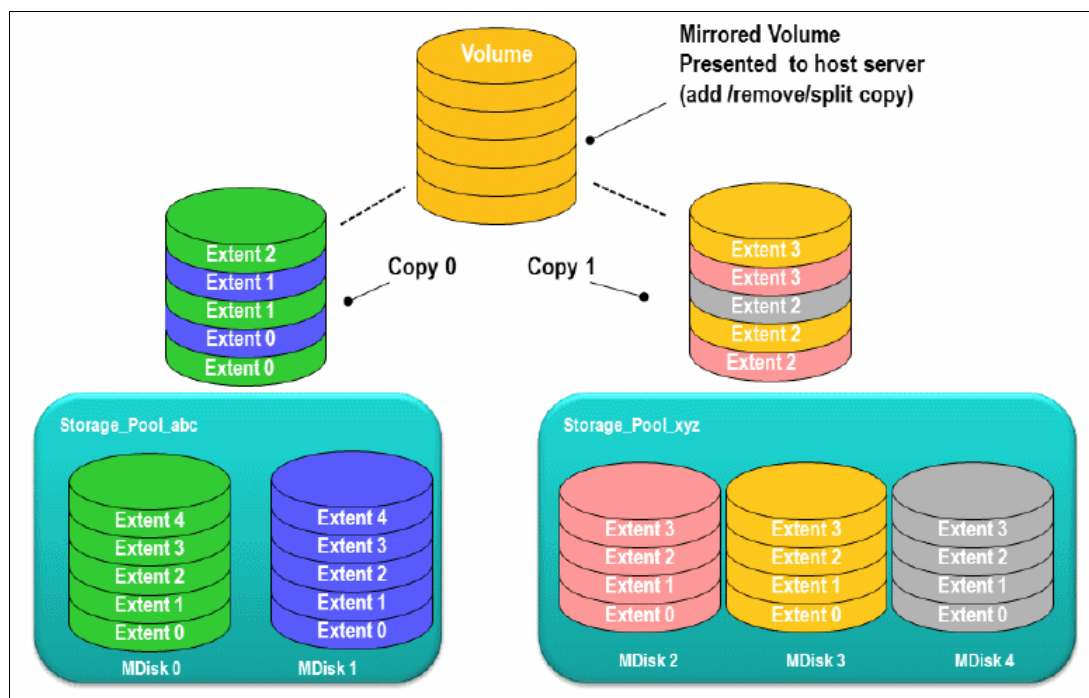 Volume
Mirrored Volume
Presented to host server
(add /remove/split copy)
Extent 2
Extent 1
Extent 1
Extent 0
Extent 0
Copy 0
Copy 1
Extent 3
Extent 3
Extent 2
Extent 2
Extent 2
Storage_Pool_abc
Extent 4
Extent 3
Extent 2
Extent 1
Extent 0
MDisk 0
Extent 4
Extent 3
Extent 2
Extent 1
Extent 0
MDisk 1
Storage_Pool_xyz
Extent 3
Extent 2
Extent 1
Extent 0
MDisk 2
Extent 3
Extent 2
Extent 1
Extent 0
MDisk 3
Extent 3
Extent 2
Extent 1
Extent 0
MDisk 4